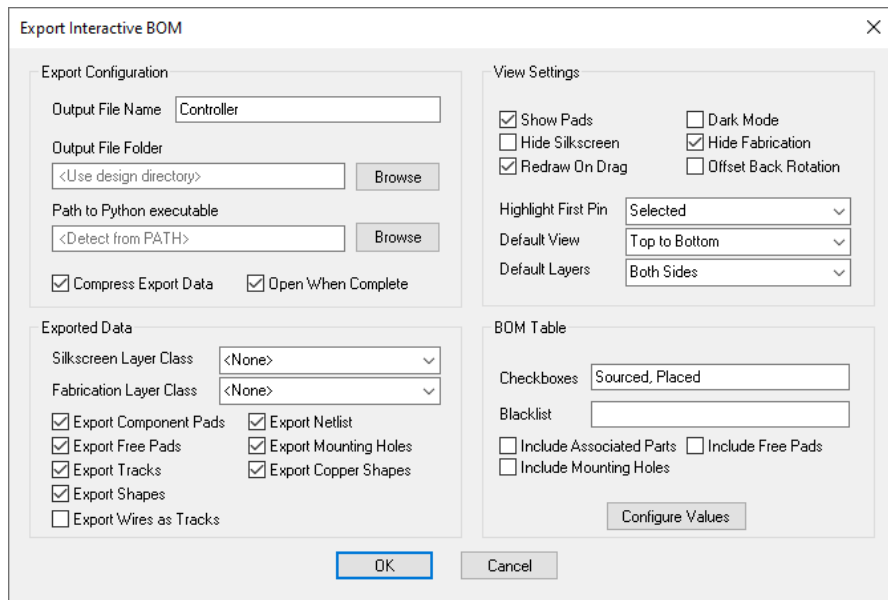 Export Interactive BOM
Export Configuration
Output File Name Controller
Output File Folder
<Use design directory> Browse
Path to Python executable
<Detect from PATH> Browse
Compress Export Data Open When Complete
View Settings
Show Pads Dark Mode
Hide Silkscreen Hide Fabrication
Redraw On Drag Offset Back Rotation
Highlight First Pin Selected
Default View Top to Bottom
Default Layers Both Sides
Exported Data
Silkscreen Layer Class <None>
Fabrication Layer Class <None>
Export Component Pads Export Netlist
Export Free Pads Export Mounting Holes
Export Tracks Export Copper Shapes
Export Shapes
Export Wires as Tracks
BOM Table
Checkboxes Sourced, Placed
Blacklist
Include Associated Parts Include Free Pads
Include Mounting Holes
Configure Values
OK Cancel